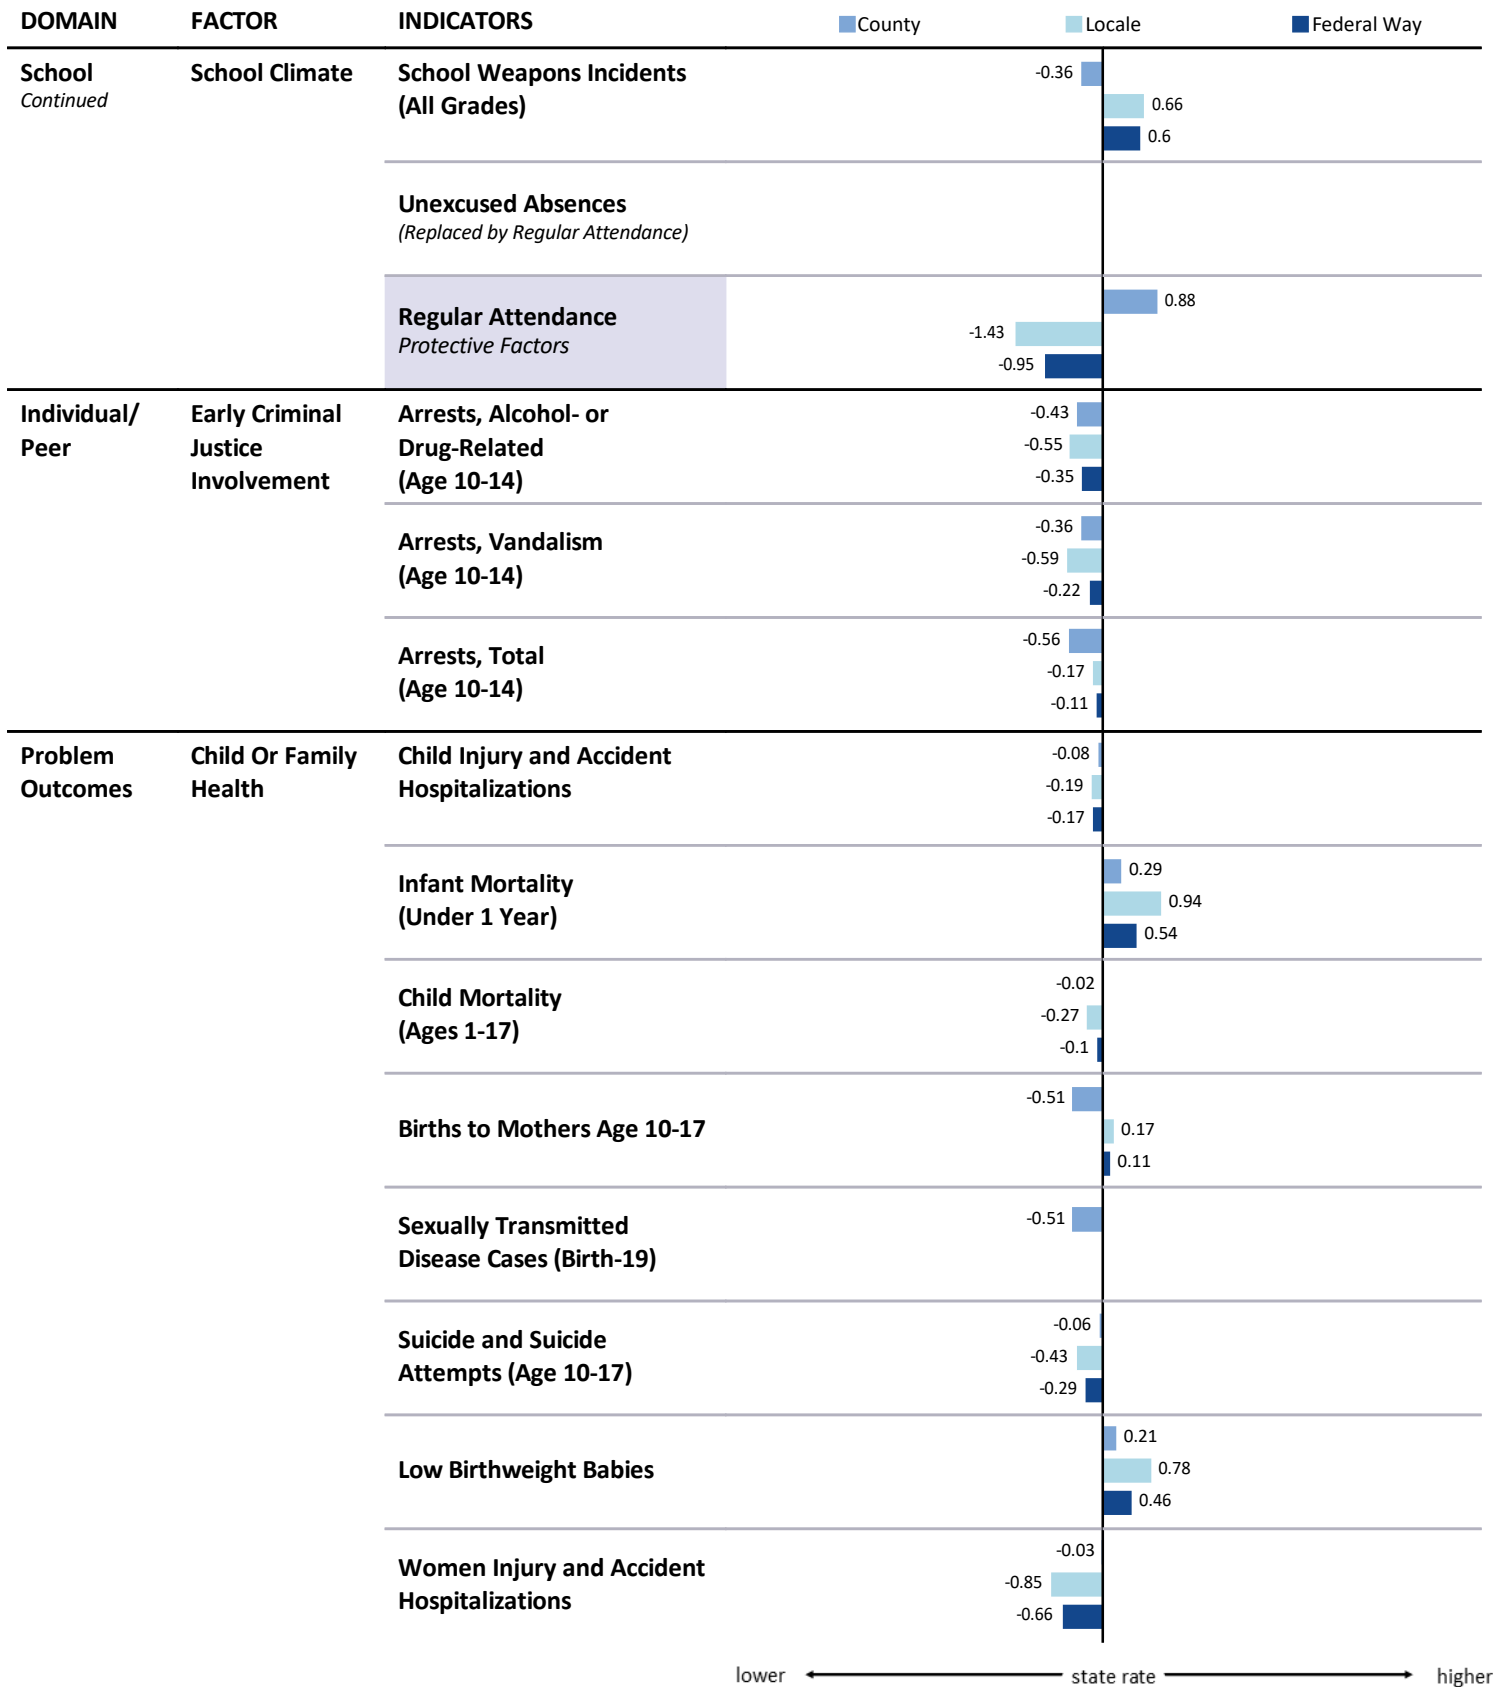 DOMAIN FACTOR INDICATORS County Locale Federal Way
School School Climate School Weapons Incidents
Continued (All Grades)
-0.36
0.66
0.6
Unexcused Absences
(Replaced by Regular Attendance)
Regular Attendance
Protective Factors
0.88
-1.43
-0.95
Individual/ Early Criminal Arrests, Alcohol- or
Peer Justice Drug-Related
Involvement (Age 10-14)
-0.43
-0.55
-0.35
Arrests, Vandalism
(Age 10-14)
-0.36
-0.59
-0.22
Arrests, Total
(Age 10-14)
-0.56
-0.17
-0.11
Problem Child Or Family Child Injury and Accident
Outcomes Health Hospitalizations
-0.08
-0.19
-0.17
Infant Mortality
(Under 1 Year)
0.29
0.94
0.54
Child Mortality
(Ages 1-17)
-0.02
-0.27
-0.1
Births to Mothers Age 10-17
-0.51
0.17
0.11
Sexually Transmitted
Disease Cases (Birth-19)
-0.51
Suicide and Suicide
Attempts (Age 10-17)
-0.06
-0.43
-0.29
Low Birthweight Babies
0.21
0.78
0.46
Women Injury and Accident
Hospitalizations
-0.03
-0.85
-0.66
lower state rate higher